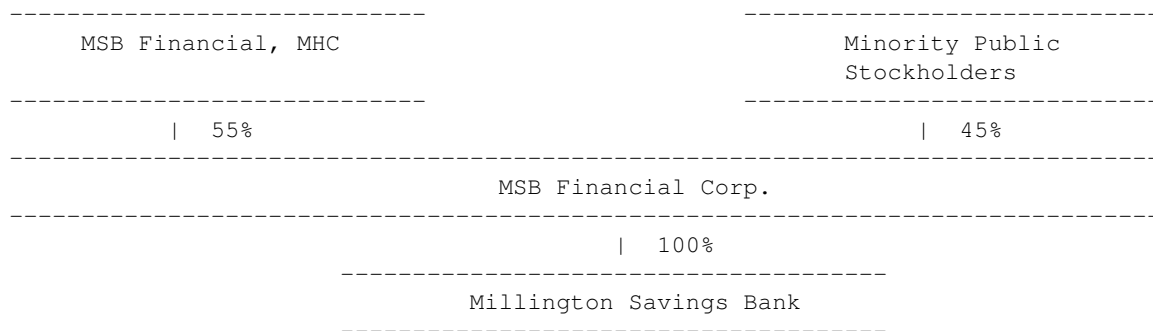 MSB Financial, MHC Minority Public
Stockholders
| 55% | 45%
MSB Financial Corp.
| 100%
Millington Savings Bank